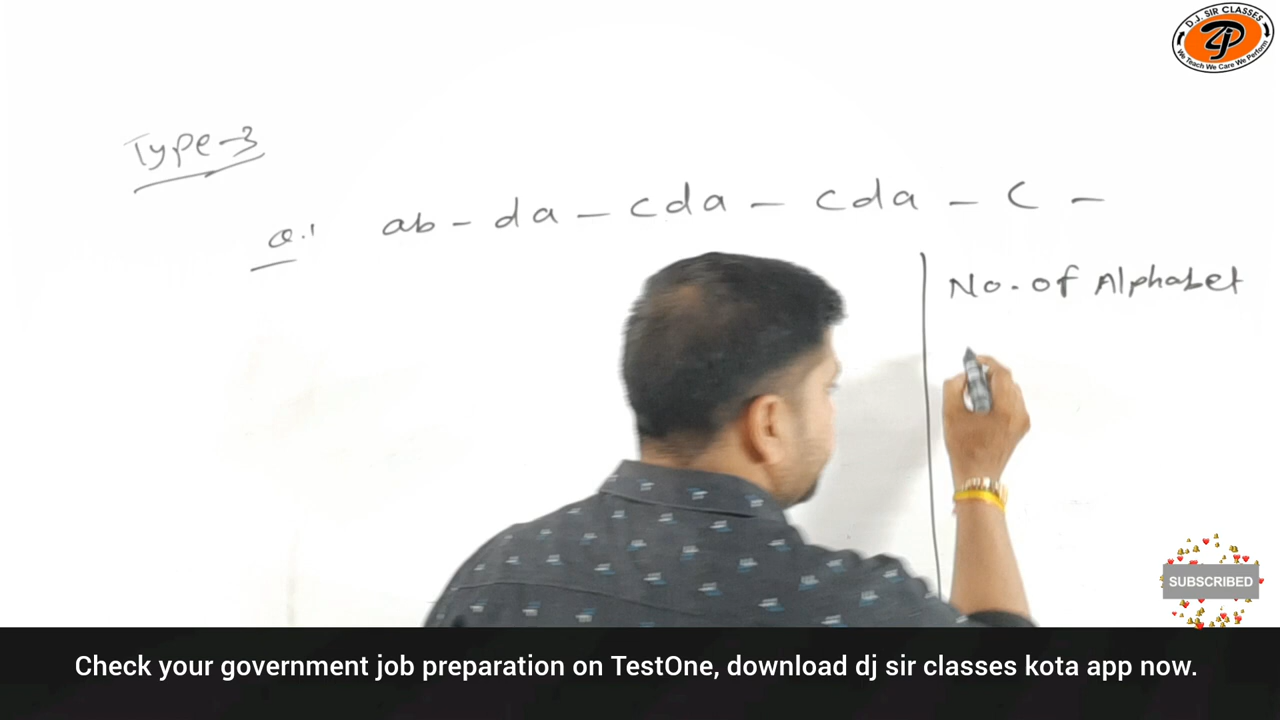 D.J. SIR CLASSES
We Teach We Care We Perform
Type-3
Q.1 ab - da - cda - cda - c -
No. of Alphabet
SUBSCRIBED
Check your government job preparation on TestOne, download dj sir classes kota app now.